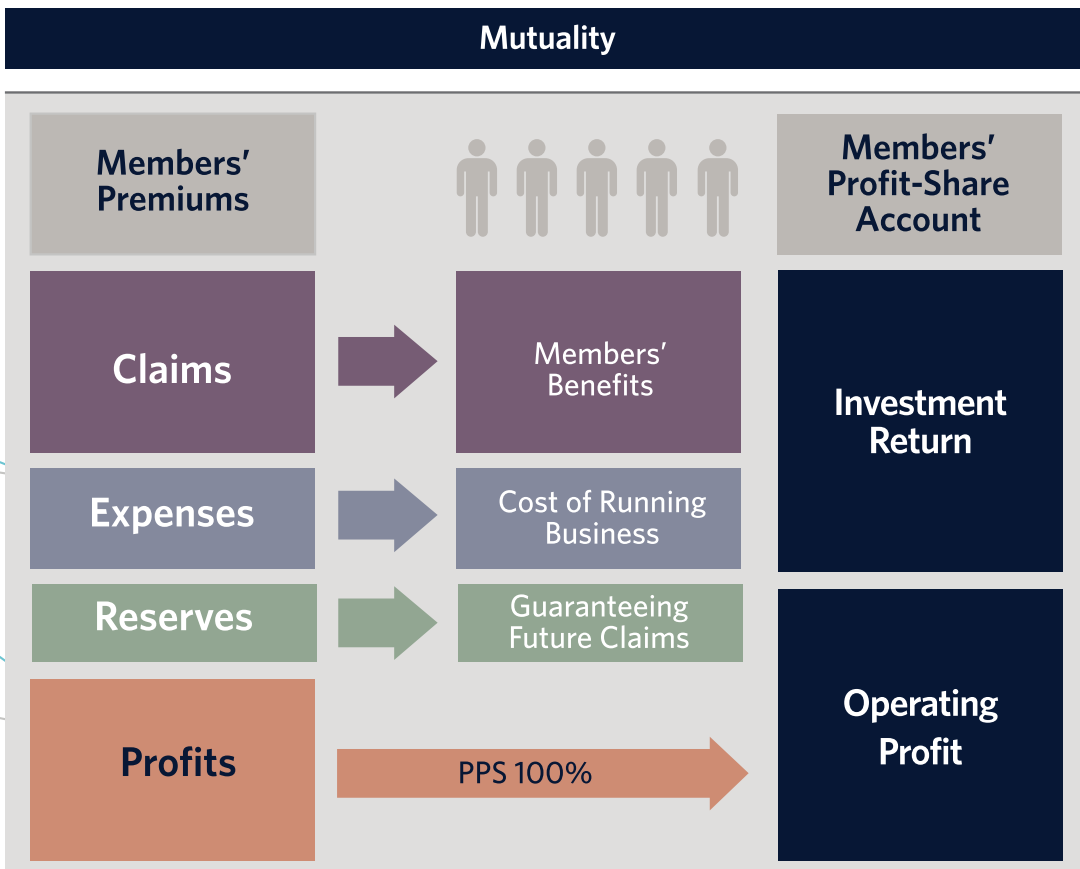 Mutuality
Members’
Premiums
Members’
Profit-Share
Account
Claims
Members’
Benefits
Investment
Return
Expenses
Cost of Running
Business
Reserves
Guaranteeing
Future Claims
Profits
PPS 100%
Operating
Profit